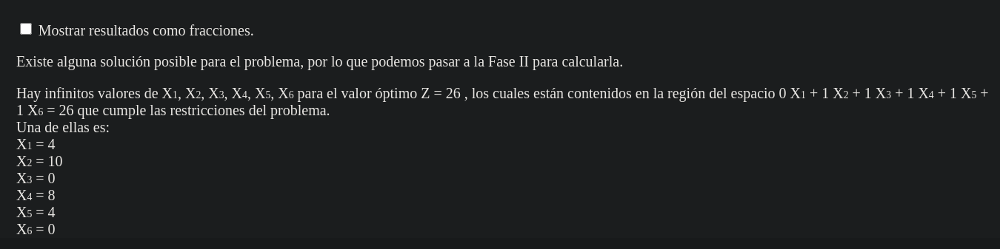 Mostrar resultados como fracciones.
Existe alguna solución posible para el problema, por lo que podemos pasar a la Fase II para calcularla.
Hay infinitos valores de X1, X2, X3, X4, X5, X6 para el valor óptimo Z = 26 , los cuales están contenidos en la región del espacio 0 X1 + 1 X2 + 1 X3 + 1 X4 + 1 X5 +
1 X6 = 26 que cumple las restricciones del problema.
Una de ellas es:
X1 = 4
X2 = 10
X3 = 0
X4 = 8
X5 = 4
X6 = 0